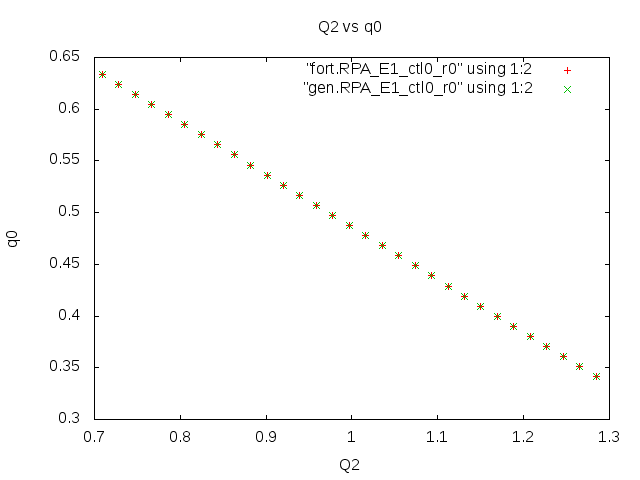 Q2 vs q0
"fort.RPA_E1_ctl0_r0" using 1:2
"gen.RPA_E1_ctl0_r0" using 1:2
0.65
0.6
0.55
0.5
0.45
0.4
0.35
0.3
q0
0.7 0.8 0.9 1 1.1 1.2 1.3
Q2